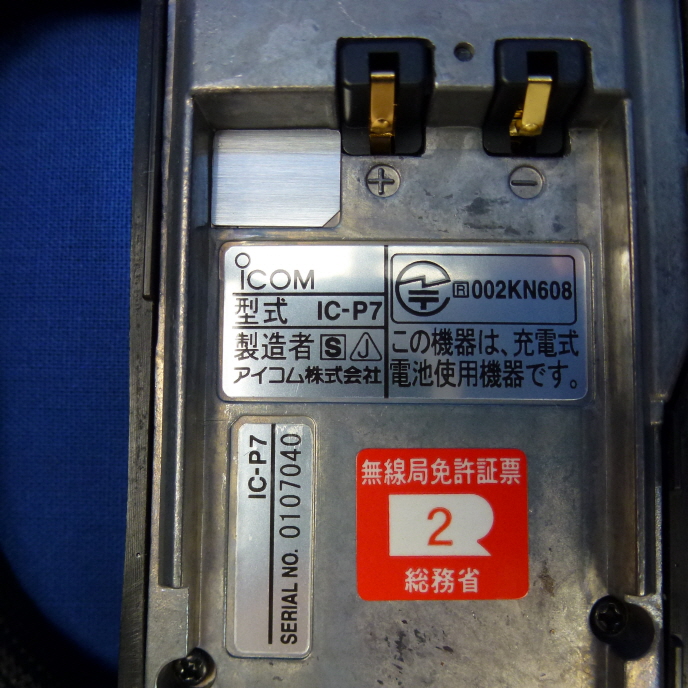 +
−
iCOM
型式 IC-P7
製造者 S J
アイコム株式会社
R 002KN608
この機器は、充電式
電池使用機器です。
IC-P7
SERIAL NO. 0107040
無線局免許証票
2
総務省